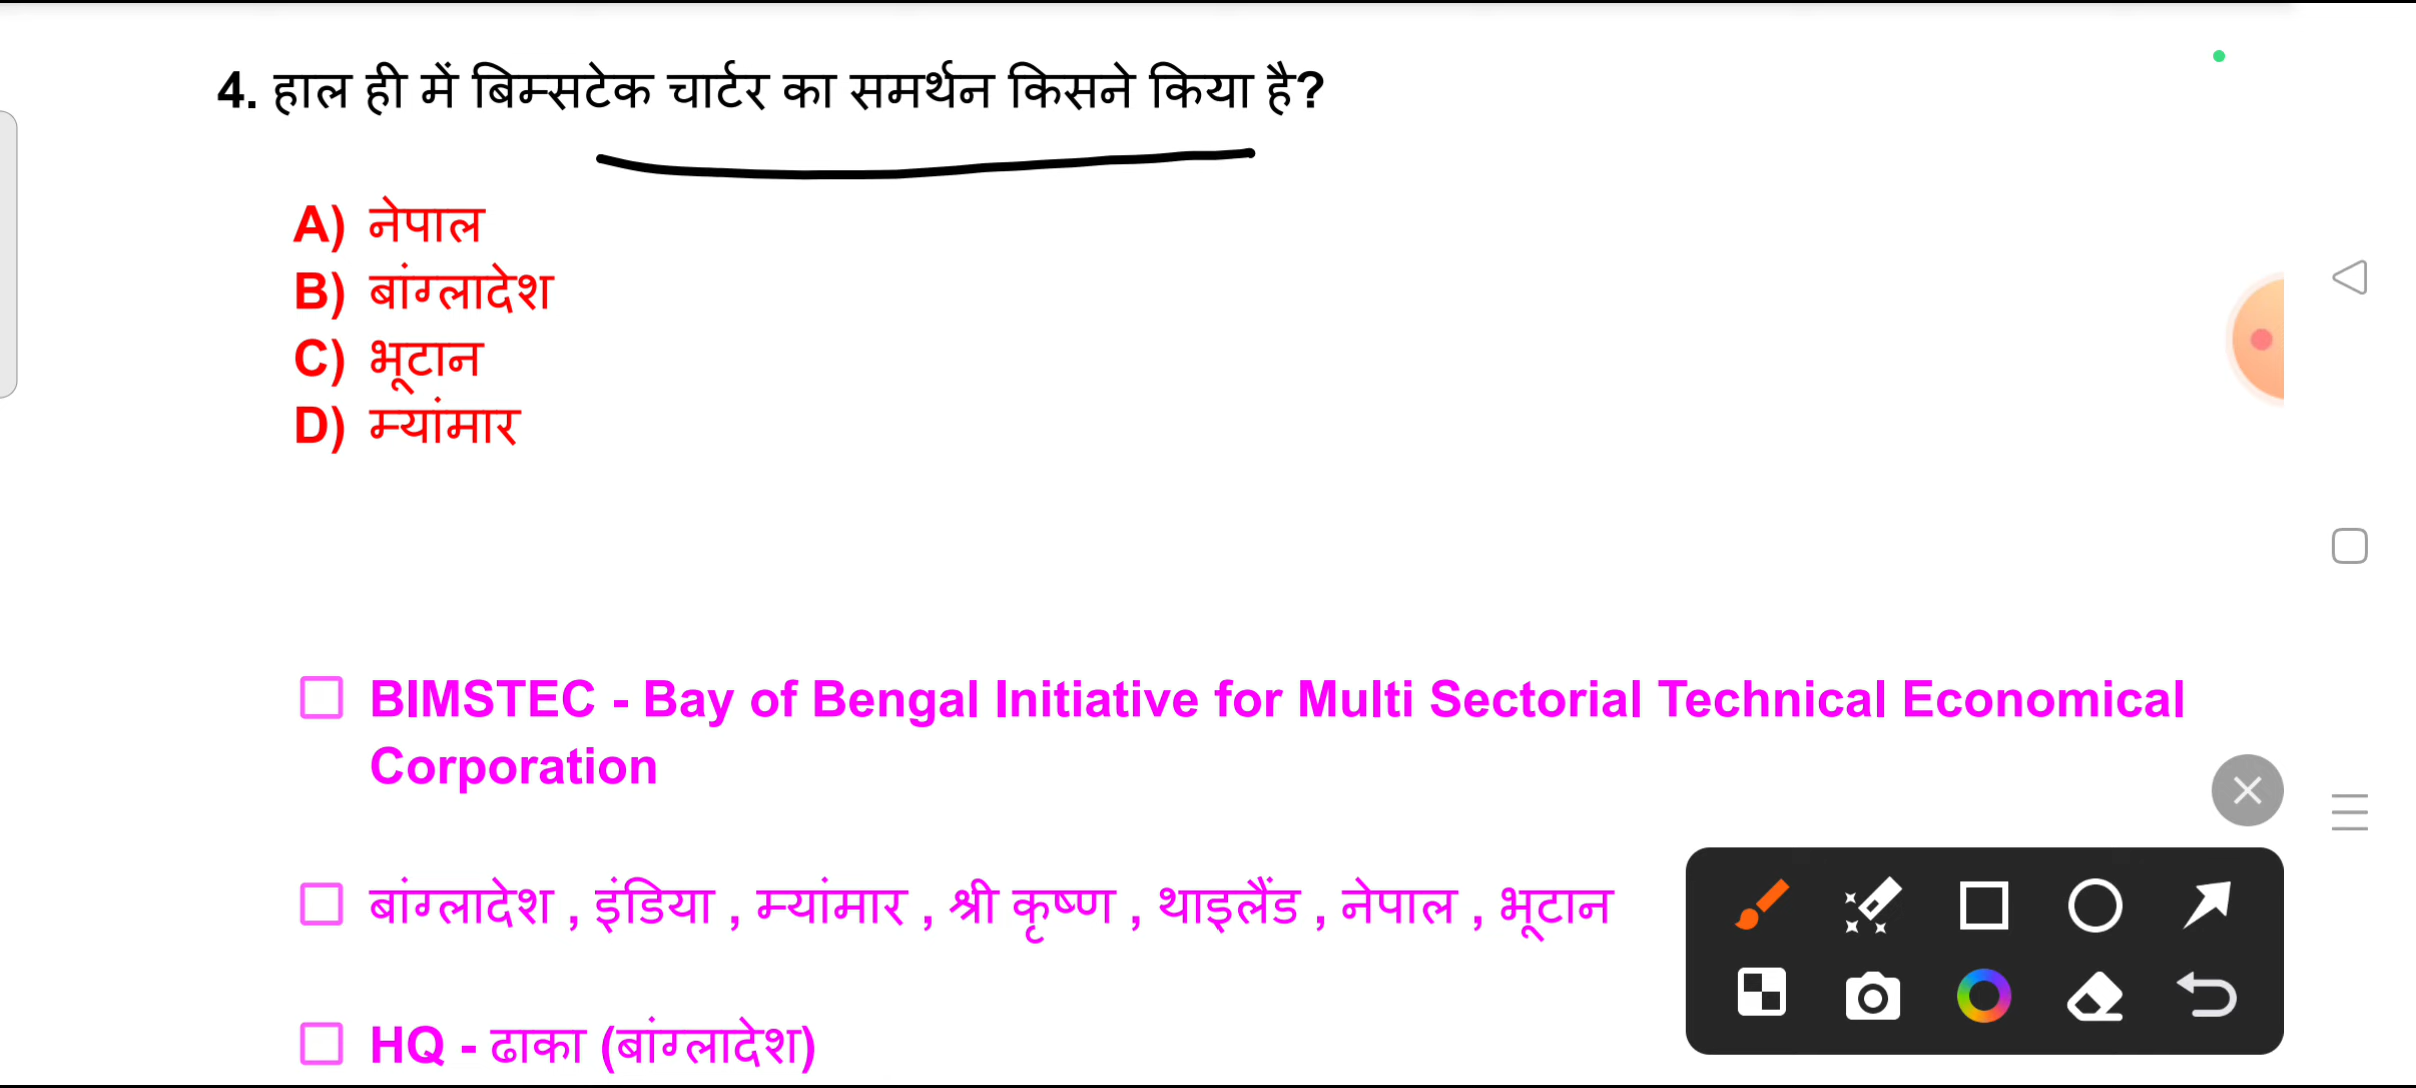 4. हाल ही में बिम्सटेक चार्टर का समर्थन किसने किया है?
A) नेपाल
B) बांग्लादेश
C) भूटान
D) म्यांमार
BIMSTEC - Bay of Bengal Initiative for Multi Sectorial Technical Economical
Corporation
बांग्लादेश , इंडिया , म्यांमार , श्री कृष्ण , थाइलैंड , नेपाल , भूटान
HQ - ढाका (बांग्लादेश)